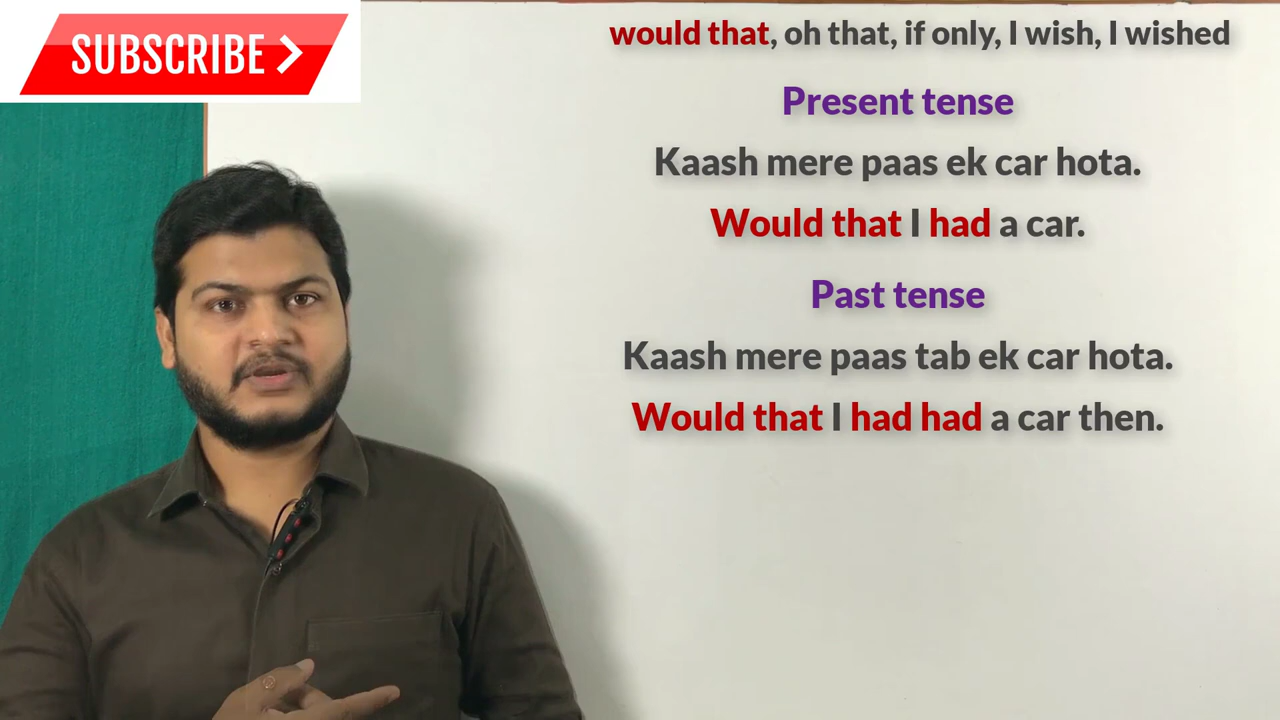 SUBSCRIBE
would that, oh that, if only, I wish, I wished
Present tense
Kaash mere paas ek car hota.
Would that I had a car.
Past tense
Kaash mere paas tab ek car hota.
Would that I had had a car then.